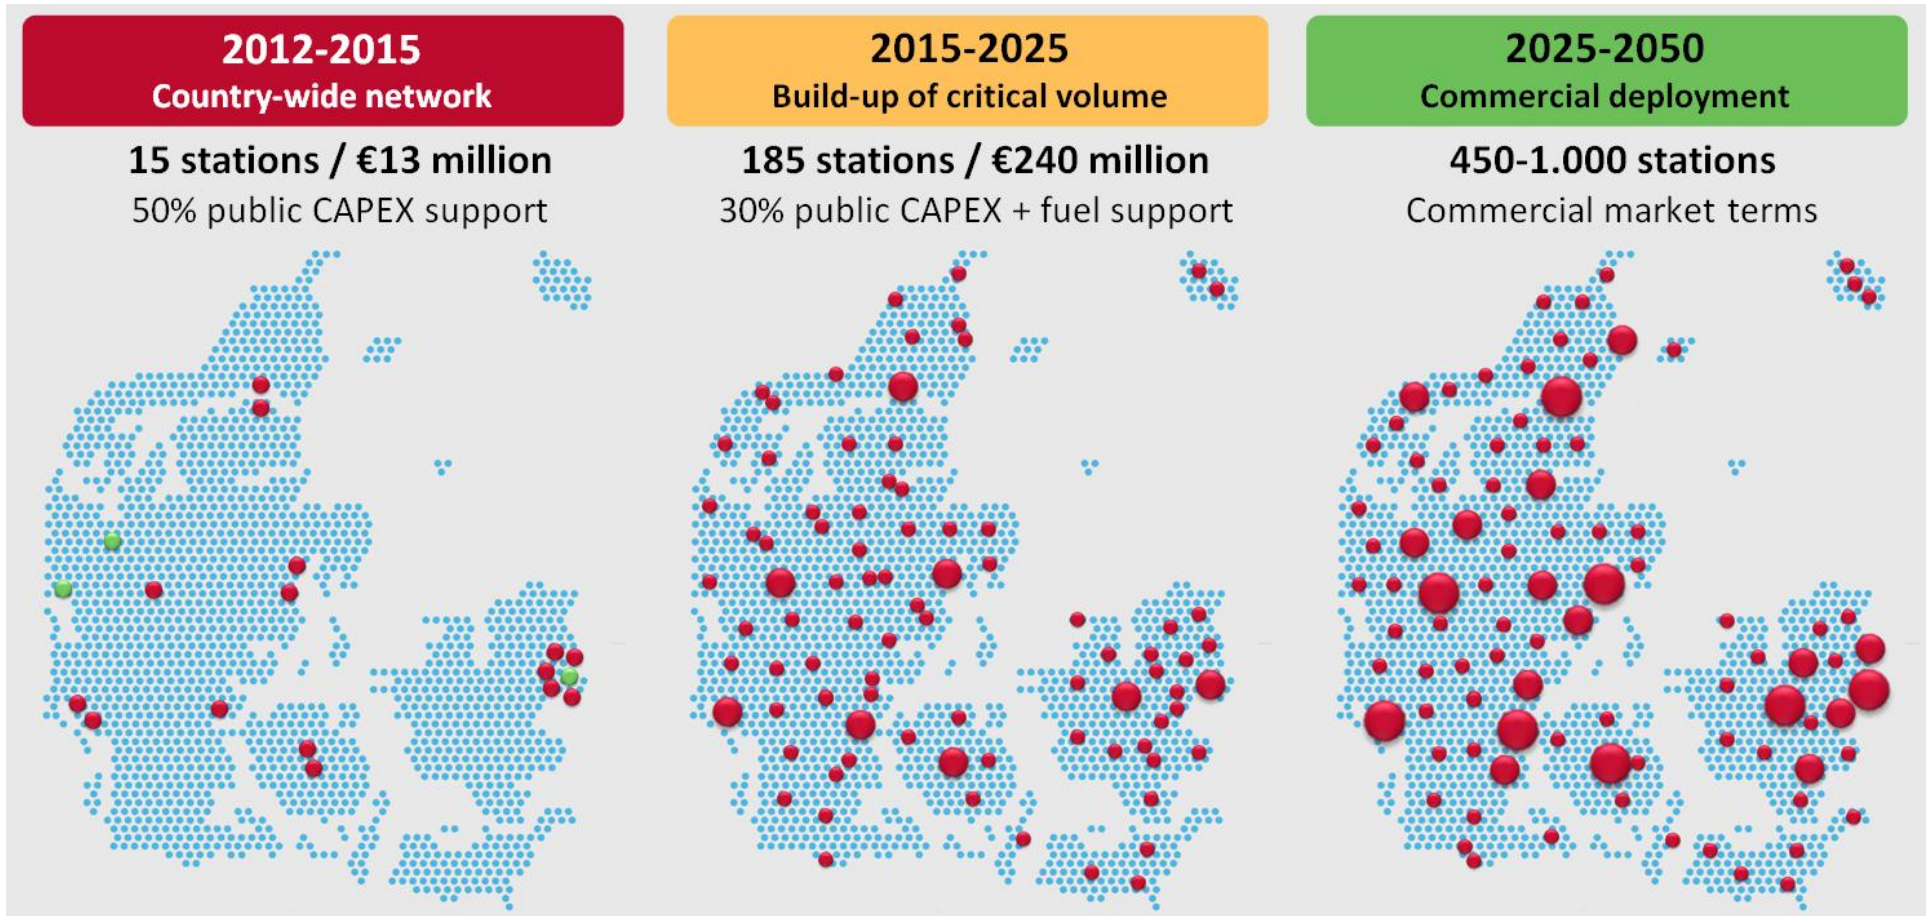 2012-2015
Country-wide network
15 stations / €13 million
50% public CAPEX support
2015-2025
Build-up of critical volume
185 stations / €240 million
30% public CAPEX + fuel support
2025-2050
Commercial deployment
450-1.000 stations
Commercial market terms